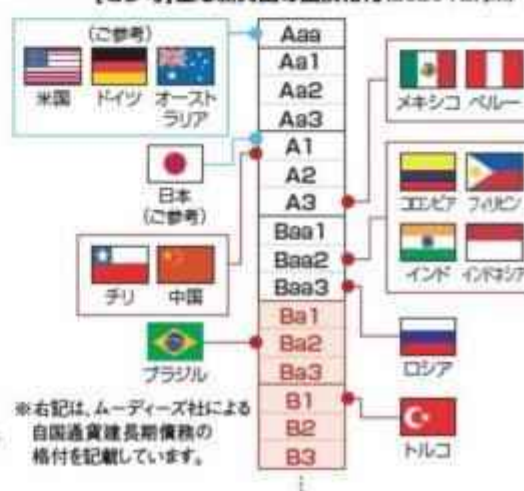 (ご参考)
米国 ドイツ オースト
ラリア
日本
(ご参考)
チリ 中国
ブラジル
※右記は、ムーディーズ社による
自国通貨建長期債務の
格付を記載しています。
Aaa
Aa1
Aa2
Aa3
A1
A2
A3
Baa1
Baa2
Baa3
Ba1
Ba2
Ba3
B1
B2
B3
⋮
メキシコ ペルー
コロンビア フィリピン
インド インドネシア
ロシア
トルコ